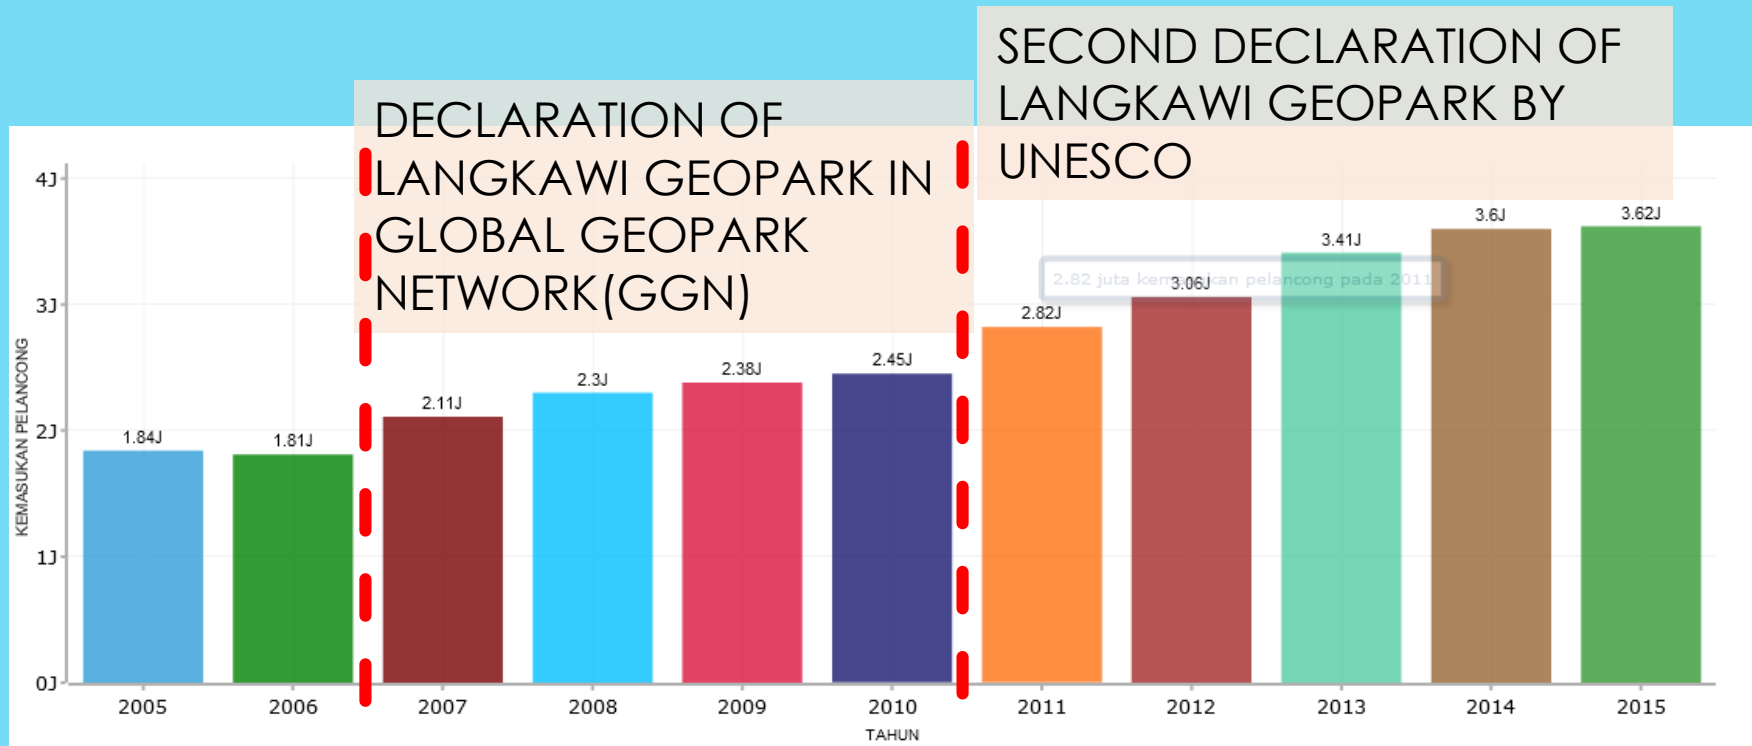 SECOND DECLARATION OF
LANGKAWI GEOPARK BY
UNESCO
DECLARATION OF
LANGKAWI GEOPARK IN
GLOBAL GEOPARK
NETWORK(GGN)
KEMASUKAN PELANCONG
4J
3J
2J
1J
0J
1.84J
1.81J
2.11J
2.3J
2.38J
2.45J
2.82J
3.06J
3.41J
3.6J
3.62J
2.82 juta kemasukan pelancong pada 2011
2005 2006 2007 2008 2009 2010 2011 2012 2013 2014 2015
TAHUN